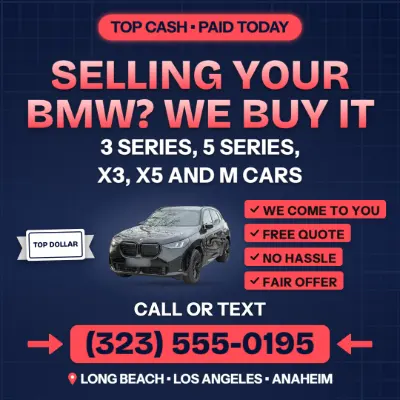 TOP CASH • PAID TODAY
SELLING YOUR
BMW? WE BUY IT
3 SERIES, 5 SERIES,
X3, X5 AND M CARS
TOP DOLLAR
✓ WE COME TO YOU
✓ FREE QUOTE
✓ NO HASSLE
✓ FAIR OFFER
CALL OR TEXT
(323) 555-0195
LONG BEACH • LOS ANGELES • ANAHEIM